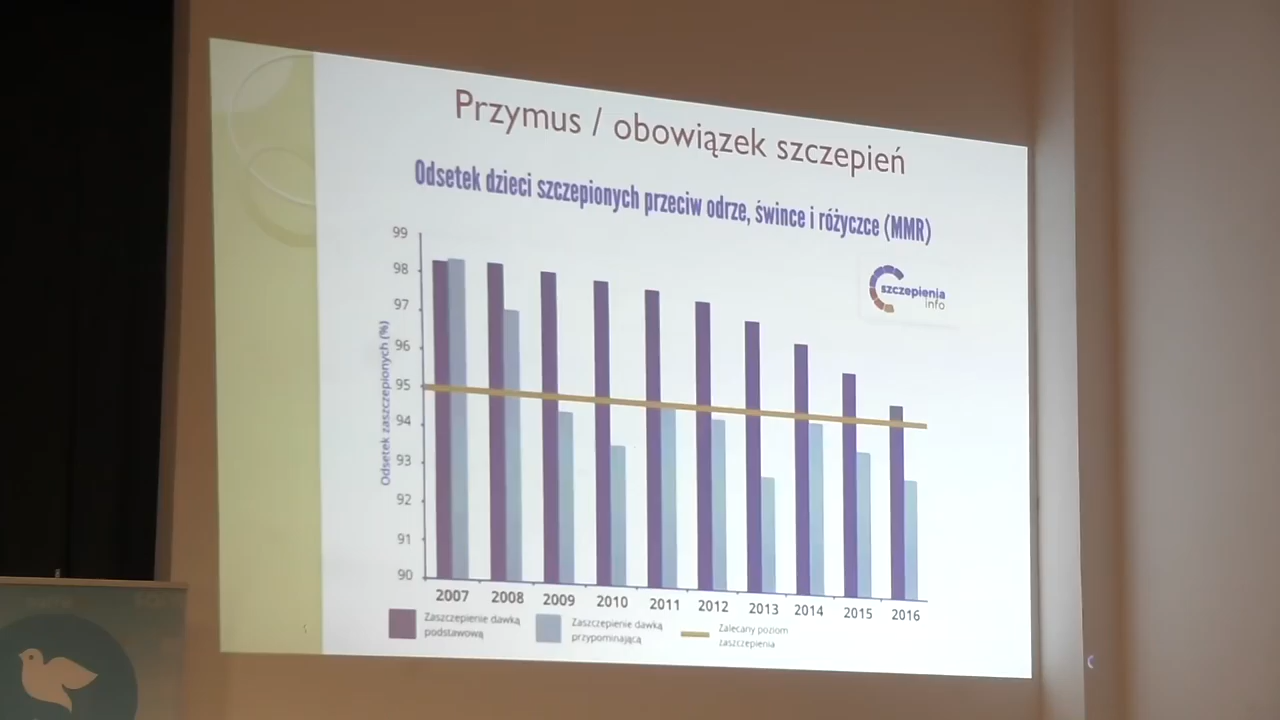 Przymus / obowiązek szczepień
Odsetek dzieci szczepionych przeciw odrze, śwince i różyczce (MMR)
szczepienia
info
Odsetek zaszczepionych (%)
99
98
97
96
95
94
93
92
91
90
2007 2008 2009 2010 2011 2012 2013 2014 2015 2016
Zaszczepienie dawką
podstawową
Zaszczepienie dawką
przypominającą
Zalecany poziom
zaszczepienia